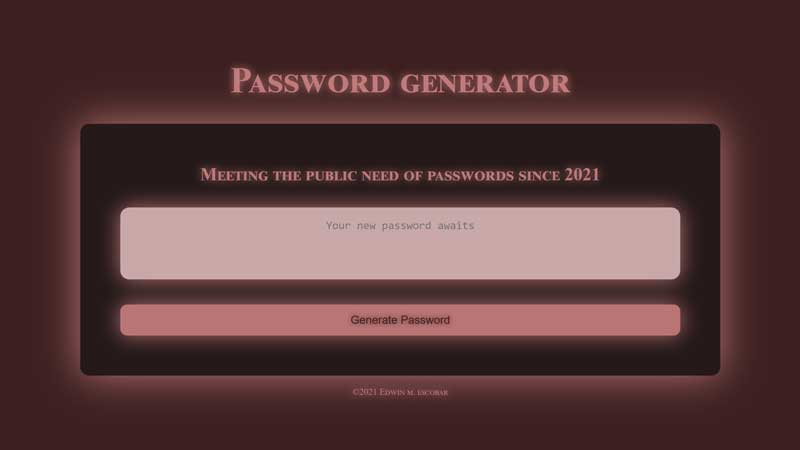 Password generator
Meeting the public need of passwords since 2021
Your new password awaits
Generate Password
©2021 Edwin m. escobar